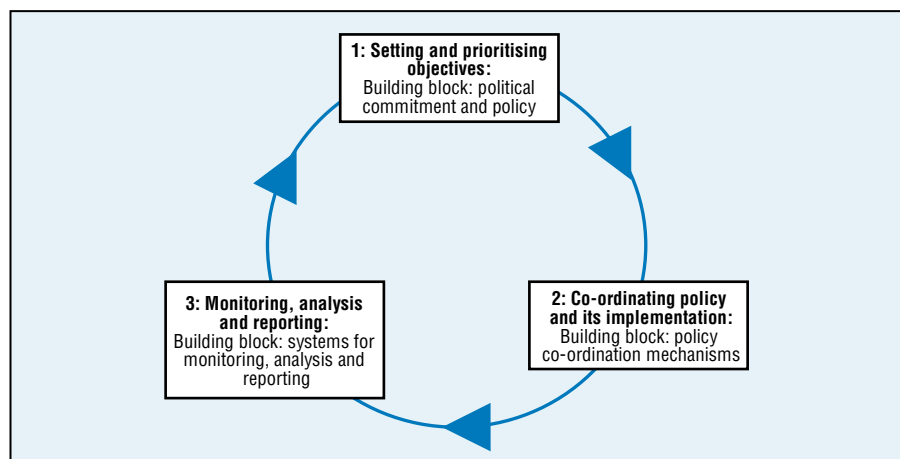 1: Setting and prioritising
objectives:
Building block: political
commitment and policy
3: Monitoring, analysis
and reporting:
Building block: systems for
monitoring, analysis and
reporting
2: Co-ordinating policy
and its implementation:
Building block: policy
co-ordination mechanisms